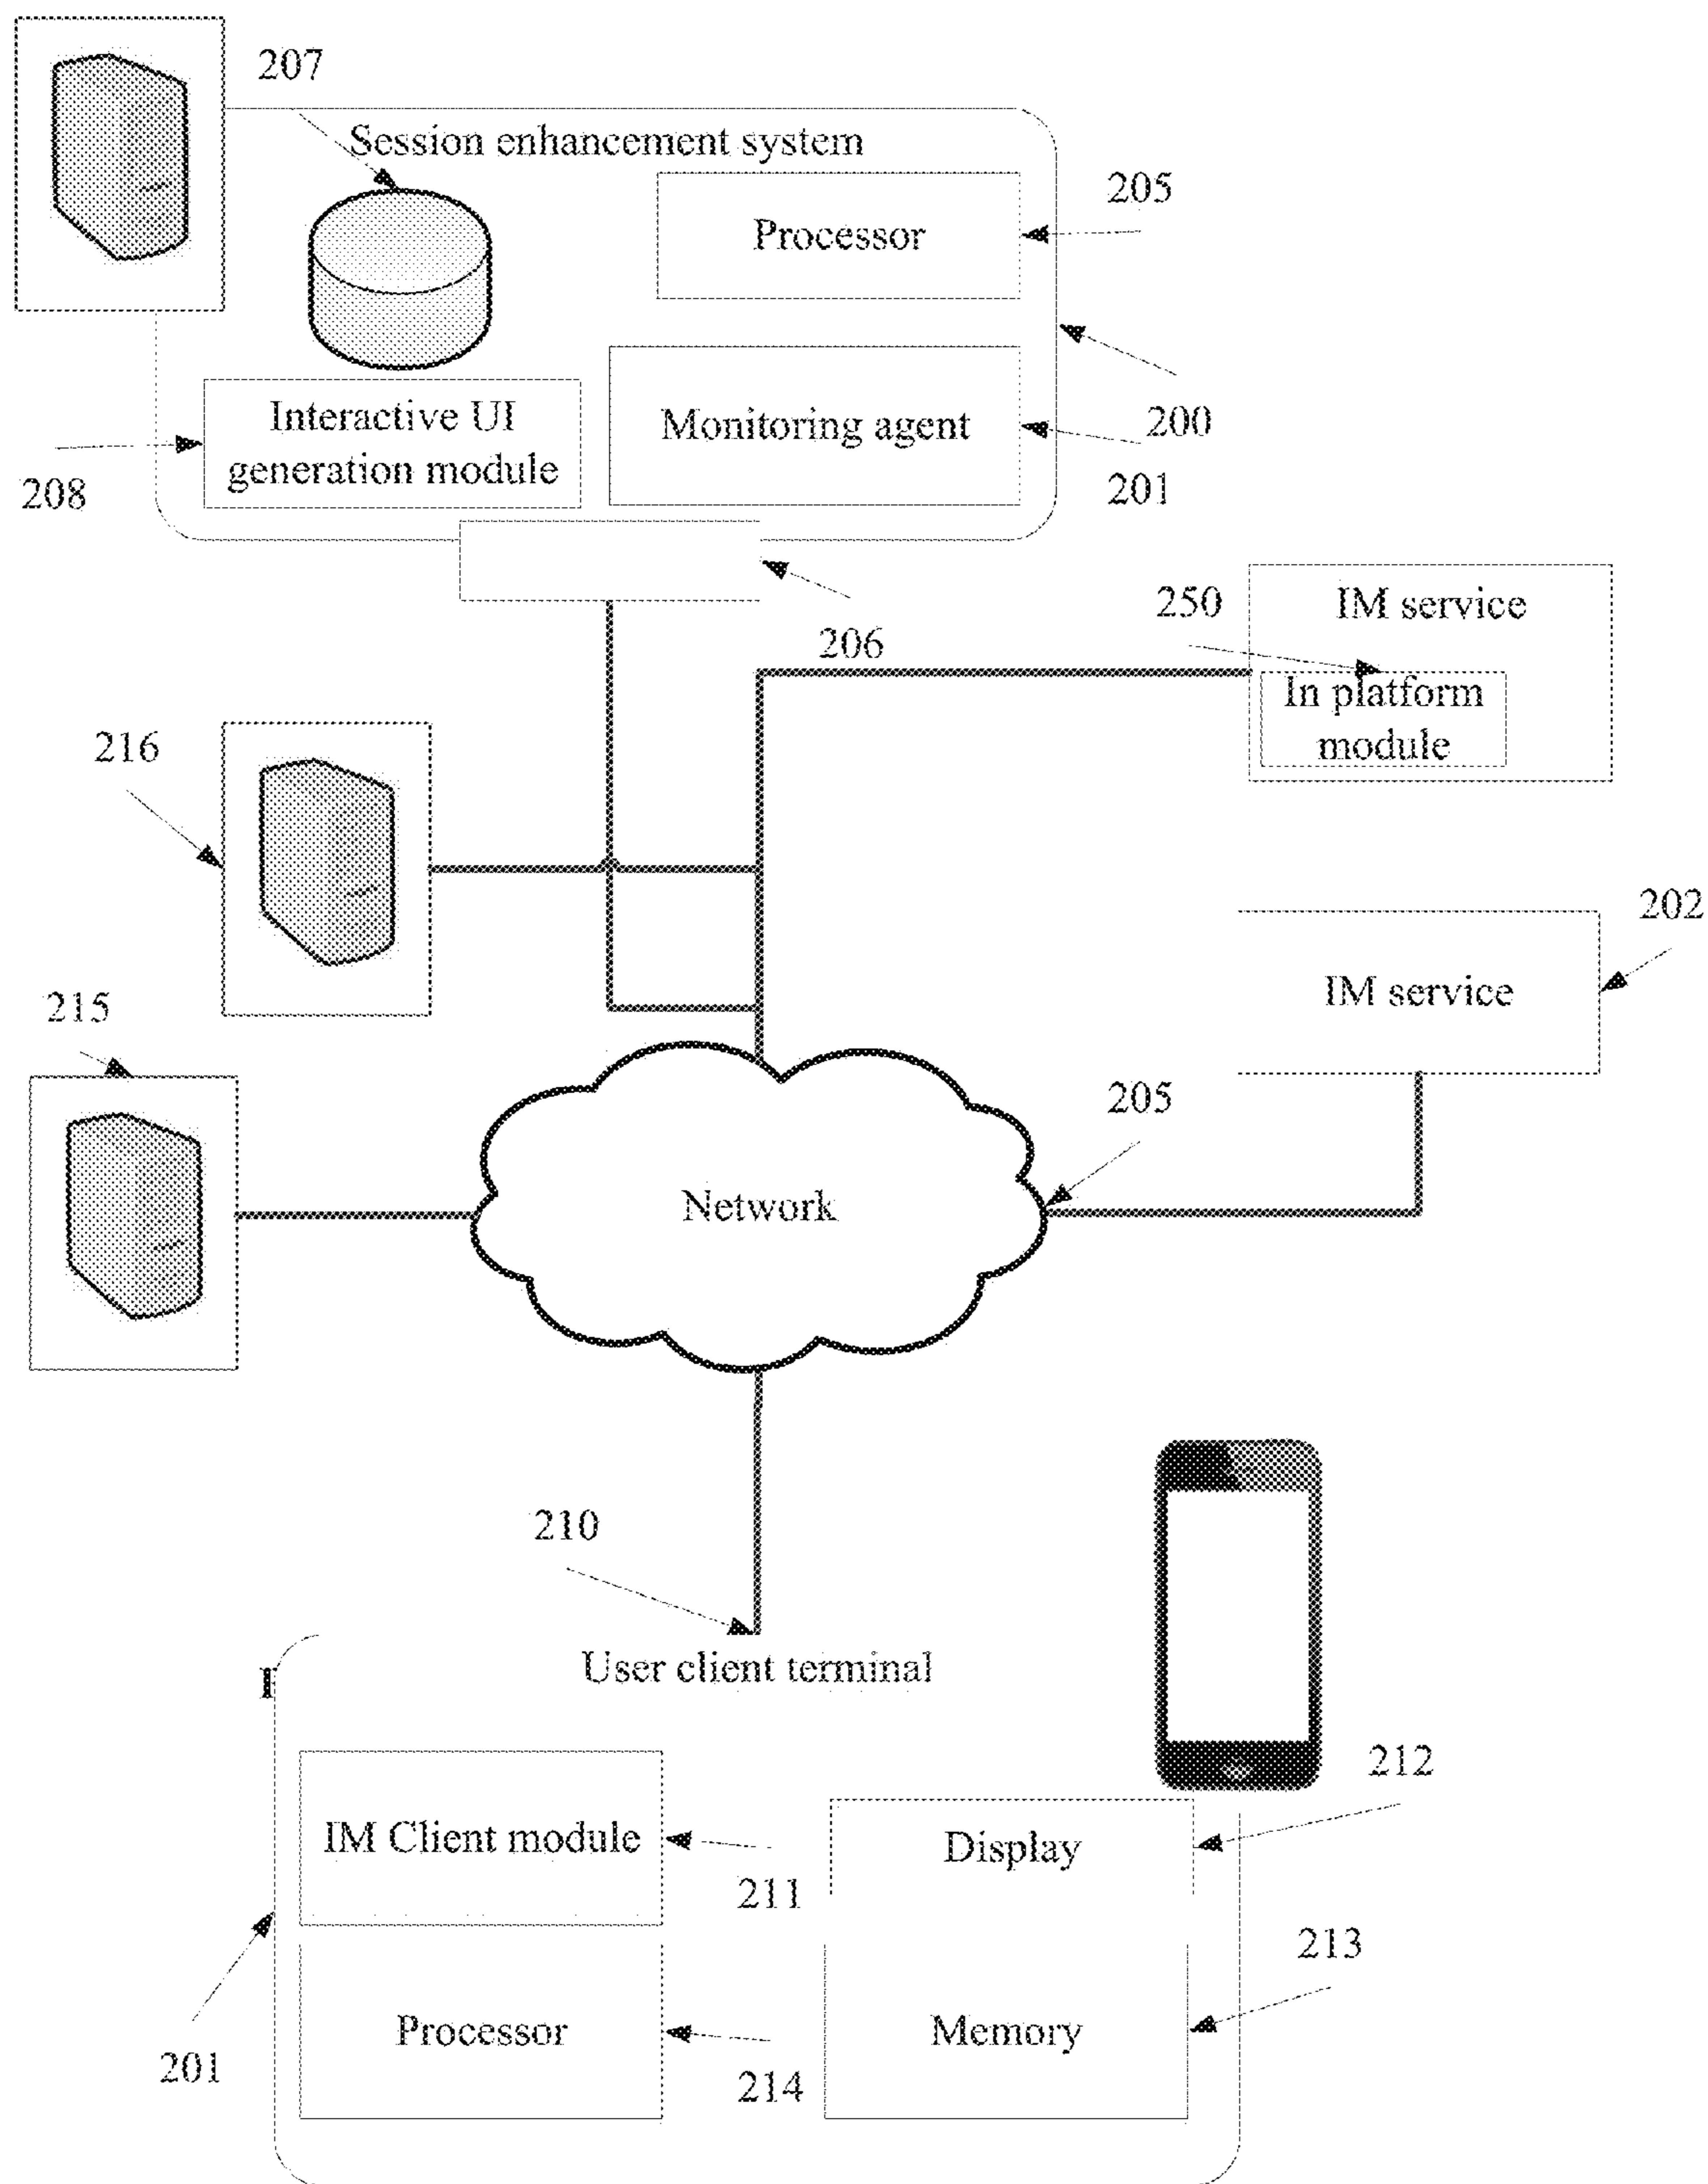 207
Session enhancement system
205
Processor
Interactive UI
generation module
Monitoring agent
200
208
201
206
250
IM service
In platform
module
216
202
IM service
215
205
Network
210
User client terminal
212
IM Client module
Display
211
213
Processor
Memory
201
214